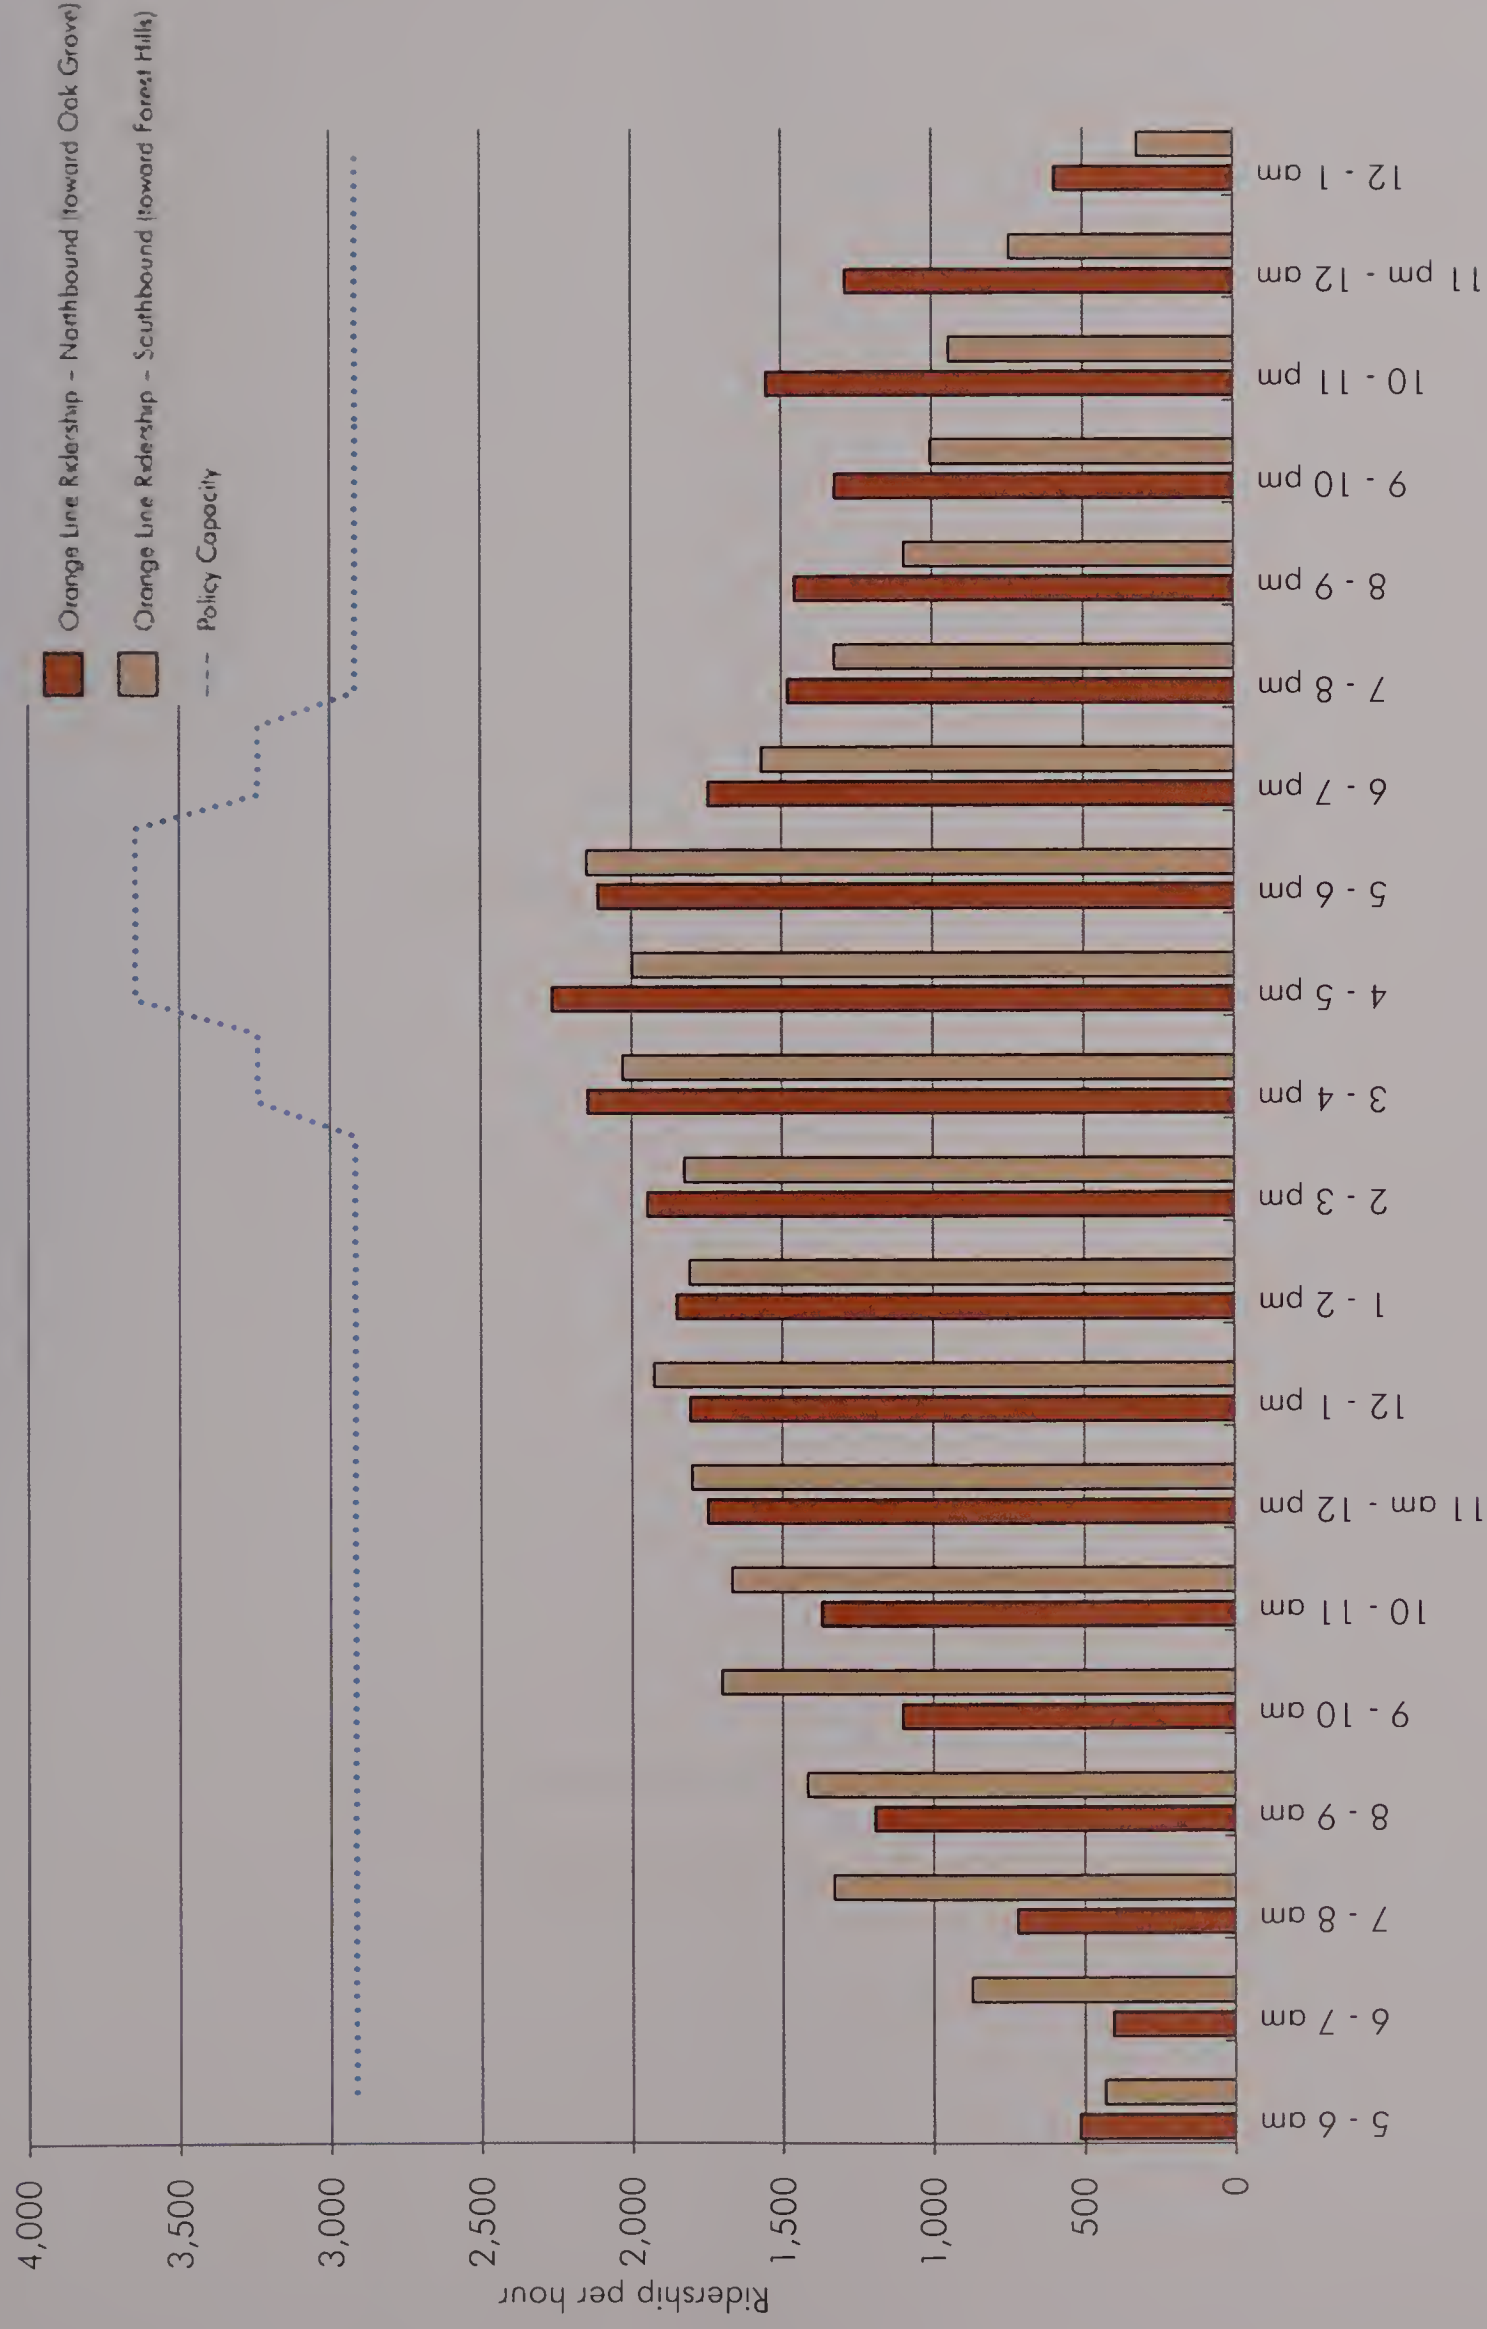 Orange Line Ridership – Northbound (toward Oak Grove)
Orange Line Ridership – Southbound (toward Forest Hills)
Policy Capacity
Ridership per hour
4,000
3,500
3,000
2,500
2,000
1,500
1,000
500
0
5 - 6 am
6 - 7 am
7 - 8 am
8 - 9 am
9 - 10 am
10 - 11 am
11 am - 12 pm
12 - 1 pm
1 - 2 pm
2 - 3 pm
3 - 4 pm
4 - 5 pm
5 - 6 pm
6 - 7 pm
7 - 8 pm
8 - 9 pm
9 - 10 pm
10 - 11 pm
11 pm - 12 am
12 - 1 am